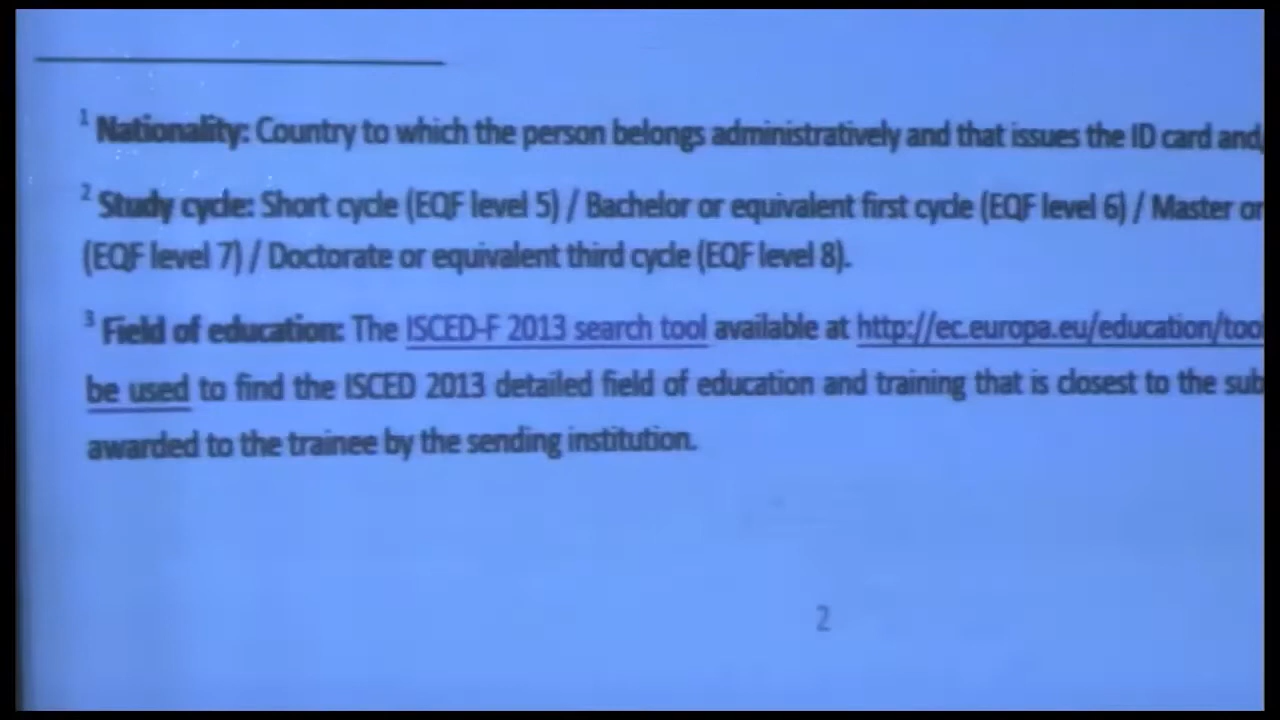 1 Nationality: Country to which the person belongs administratively and that issues the ID card and/
2 Study cycle: Short cycle (EQF level 5) / Bachelor or equivalent first cycle (EQF level 6) / Master or
(EQF level 7) / Doctorate or equivalent third cycle (EQF level 8).
3 Field of education: The ISCED-F 2013 search tool available at http://ec.europa.eu/education/too
be used to find the ISCED 2013 detailed field of education and training that is closest to the sub
awarded to the trainee by the sending institution.
2